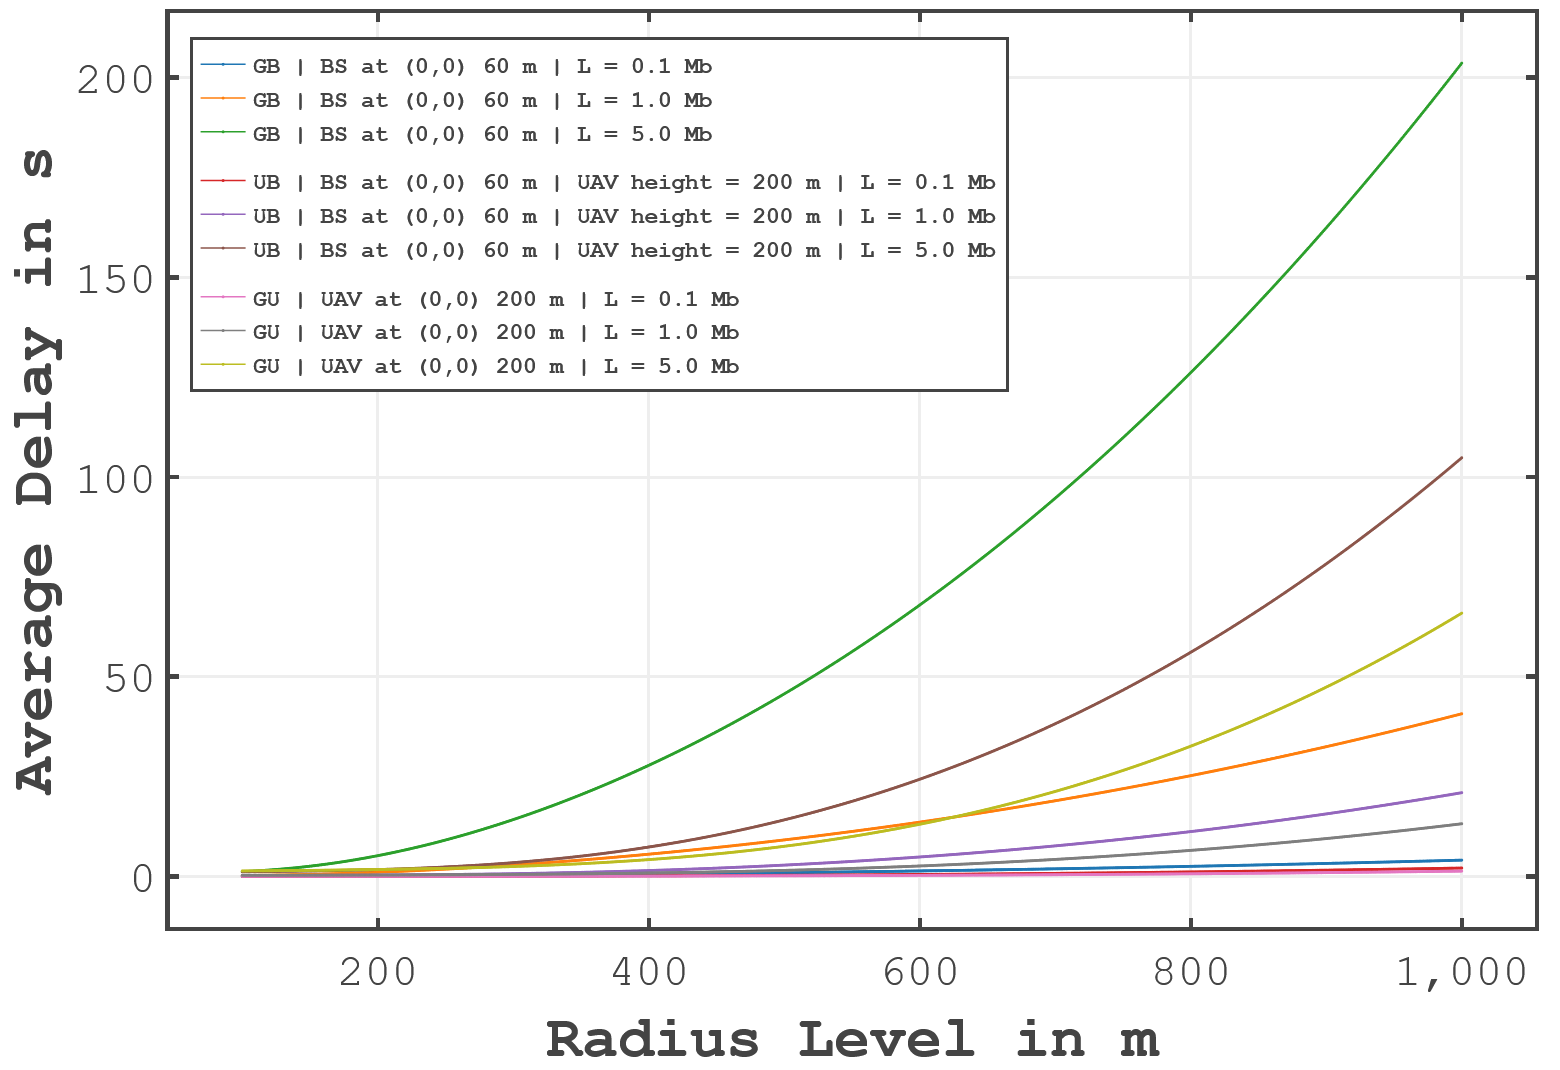 GB | BS at (0,0) 60 m | L = 0.1 Mb
GB | BS at (0,0) 60 m | L = 1.0 Mb
GB | BS at (0,0) 60 m | L = 5.0 Mb
UB | BS at (0,0) 60 m | UAV height = 200 m | L = 0.1 Mb
UB | BS at (0,0) 60 m | UAV height = 200 m | L = 1.0 Mb
UB | BS at (0,0) 60 m | UAV height = 200 m | L = 5.0 Mb
GU | UAV at (0,0) 200 m | L = 0.1 Mb
GU | UAV at (0,0) 200 m | L = 1.0 Mb
GU | UAV at (0,0) 200 m | L = 5.0 Mb
Average Delay in s
200
150
100
50
0
200
400
600
800
1,000
Radius Level in m